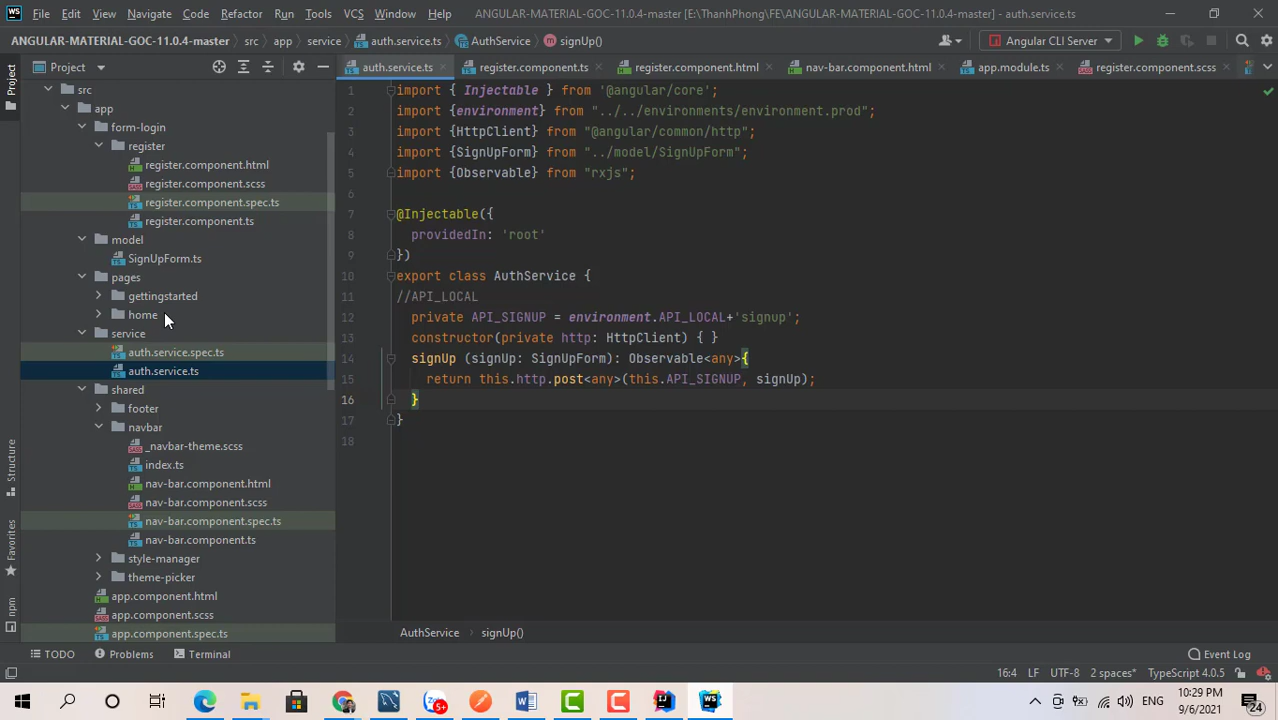 WS File Edit View Navigate Code Refactor Run Tools VCS Window Help ANGULAR-MATERIAL-GOC-11.0.4-master [E:\ThanhPhong\FE\ANGULAR-MATERIAL-GOC-11.0.4-master] - auth.service.ts
ANGULAR-MATERIAL-GOC-11.0.4-master src app service auth.service.ts AuthService signUp() Angular CLI Server
Project
Project
auth.service.ts register.component.ts register.component.html nav-bar.component.html app.module.ts register.component.scss
src
app
form-login
register
register.component.html
register.component.scss
register.component.spec.ts
register.component.ts
model
SignUpForm.ts
pages
gettingstarted
home
service
auth.service.spec.ts
auth.service.ts
shared
footer
navbar
_navbar-theme.scss
index.ts
nav-bar.component.html
nav-bar.component.scss
nav-bar.component.spec.ts
nav-bar.component.ts
style-manager
theme-picker
app.component.html
app.component.scss
app.component.spec.ts
1 import { Injectable } from '@angular/core';
2 import {environment} from "../../environments/environment.prod";
3 import {HttpClient} from "@angular/common/http";
4 import {SignUpForm} from "../model/SignUpForm";
5 import {Observable} from "rxjs";
6
7 @Injectable({
8 providedIn: 'root'
9 })
10 export class AuthService {
11 //API_LOCAL
12 private API_SIGNUP = environment.API_LOCAL+'signup';
13 constructor(private http: HttpClient) { }
14 signUp (signUp: SignUpForm): Observable<any>{
15 return this.http.post<any>(this.API_SIGNUP, signUp);
16 }
17 }
18
Structure
Favorites
npm
AuthService signUp()
TODO Problems Terminal Event Log
16:4 LF UTF-8 2 spaces* TypeScript 4.0.5
5+ W IJ WS ENG 10:29 PM
9/6/2021 24